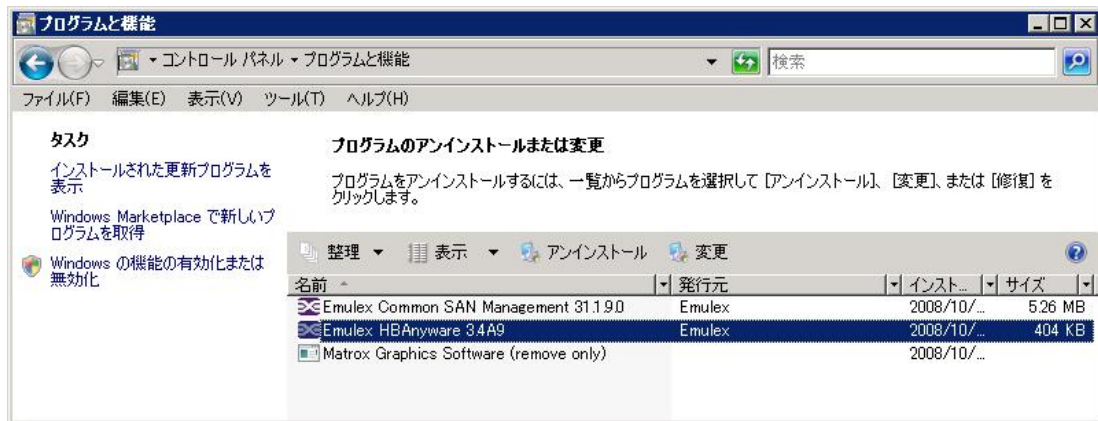 プログラムと機能
コントロール パネル ▾ プログラムと機能
検索
ファイル(F) 編集(E) 表示(V) ツール(T) ヘルプ(H)
タスク
インストールされた更新プログラムを
表示
Windows Marketplace で新しいプ
ログラムを取得
Windows の機能の有効化または
無効化
プログラムのアンインストールまたは変更
プログラムをアンインストールするには、一覧からプログラムを選択して [アンインストール]、[変更]、または [修復] を
クリックします。
整理 表示 アンインストール 変更
名前 発行元 インスト... サイズ
Emulex Common SAN Management 31.1.9.0 Emulex 2008/10/... 5.26 MB
Emulex HBAnyware 3.4A9 Emulex 2008/10/... 404 KB
Matrox Graphics Software (remove only) 2008/10/...